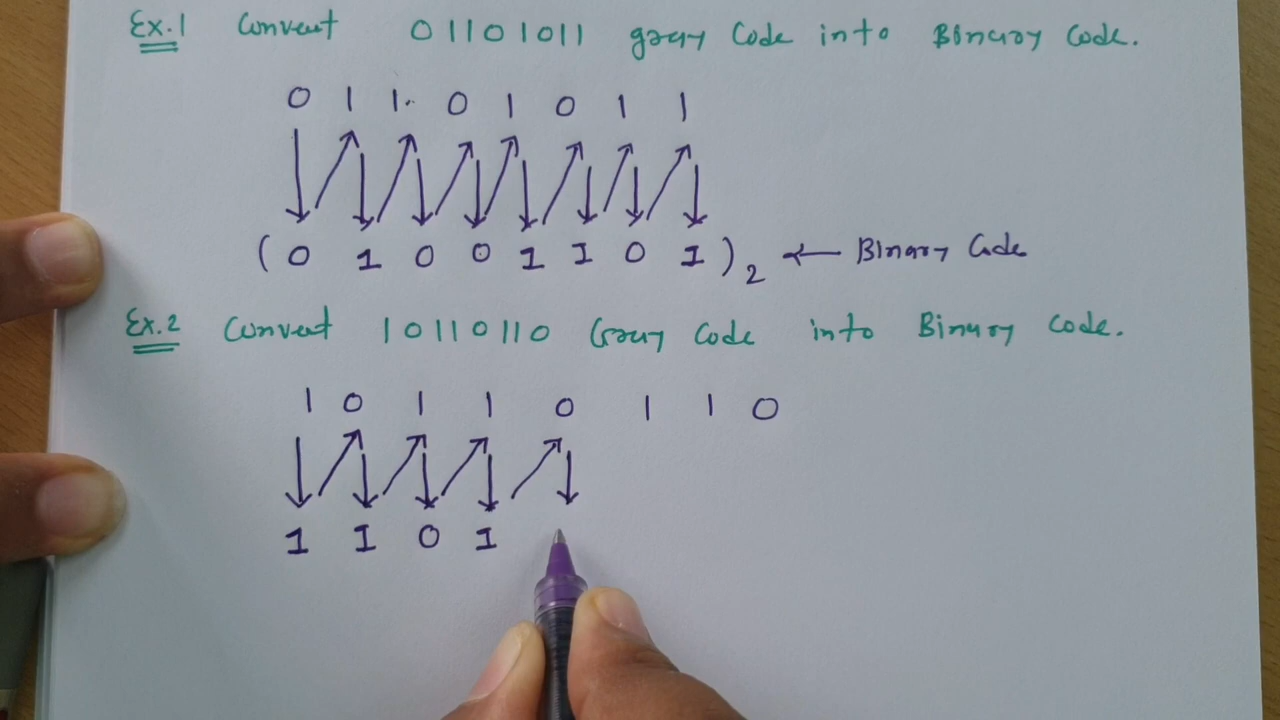 Ex.1 Convert 01101011 gray Code into Binary Code.
0 1 1. 0 1 0 1 1
(0 1 0 0 1 1 0 1)2 ← Binary Code
Ex.2 Convert 10110110 Gray Code into Binary Code.
1 0 1 1 0 1 1 0
1 1 0 1